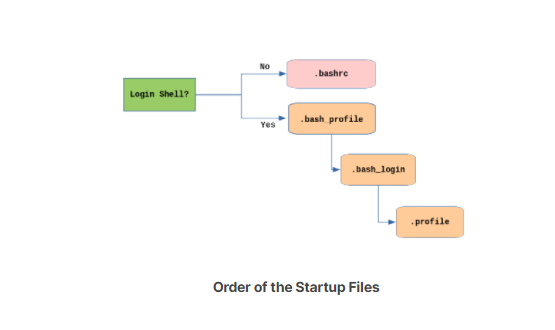 No
.bashrc
Login Shell?
Yes
.bash_profile
.bash_login
.profile
Order of the Startup Files